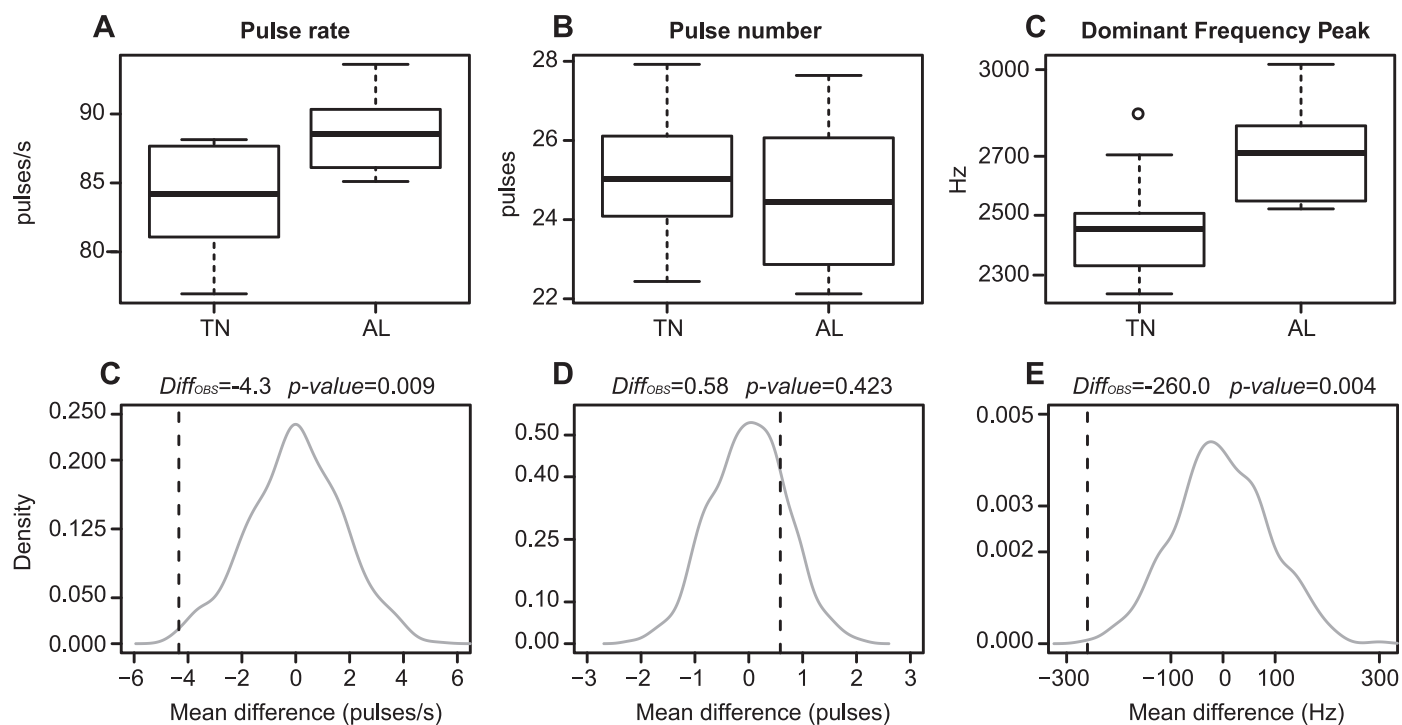 A Pulse rate
pulses/s
90
85
80
TN AL
B Pulse number
pulses
28
26
24
22
TN AL
C Dominant Frequency Peak
Hz
3000
2700
2500
2300
TN AL
C DiffOBS=-4.3 p-value=0.009
Density
0.250
0.200
0.125
0.050
0.000
−6 −4 −2 0 2 4 6
Mean difference (pulses/s)
D DiffOBS=0.58 p-value=0.423
0.50
0.40
0.25
0.10
0.00
−3 −2 −1 0 1 2 3
Mean difference (pulses)
E DiffOBS=-260.0 p-value=0.004
0.005
0.003
0.002
0.000
−300 −100 0 100 300
Mean difference (Hz)